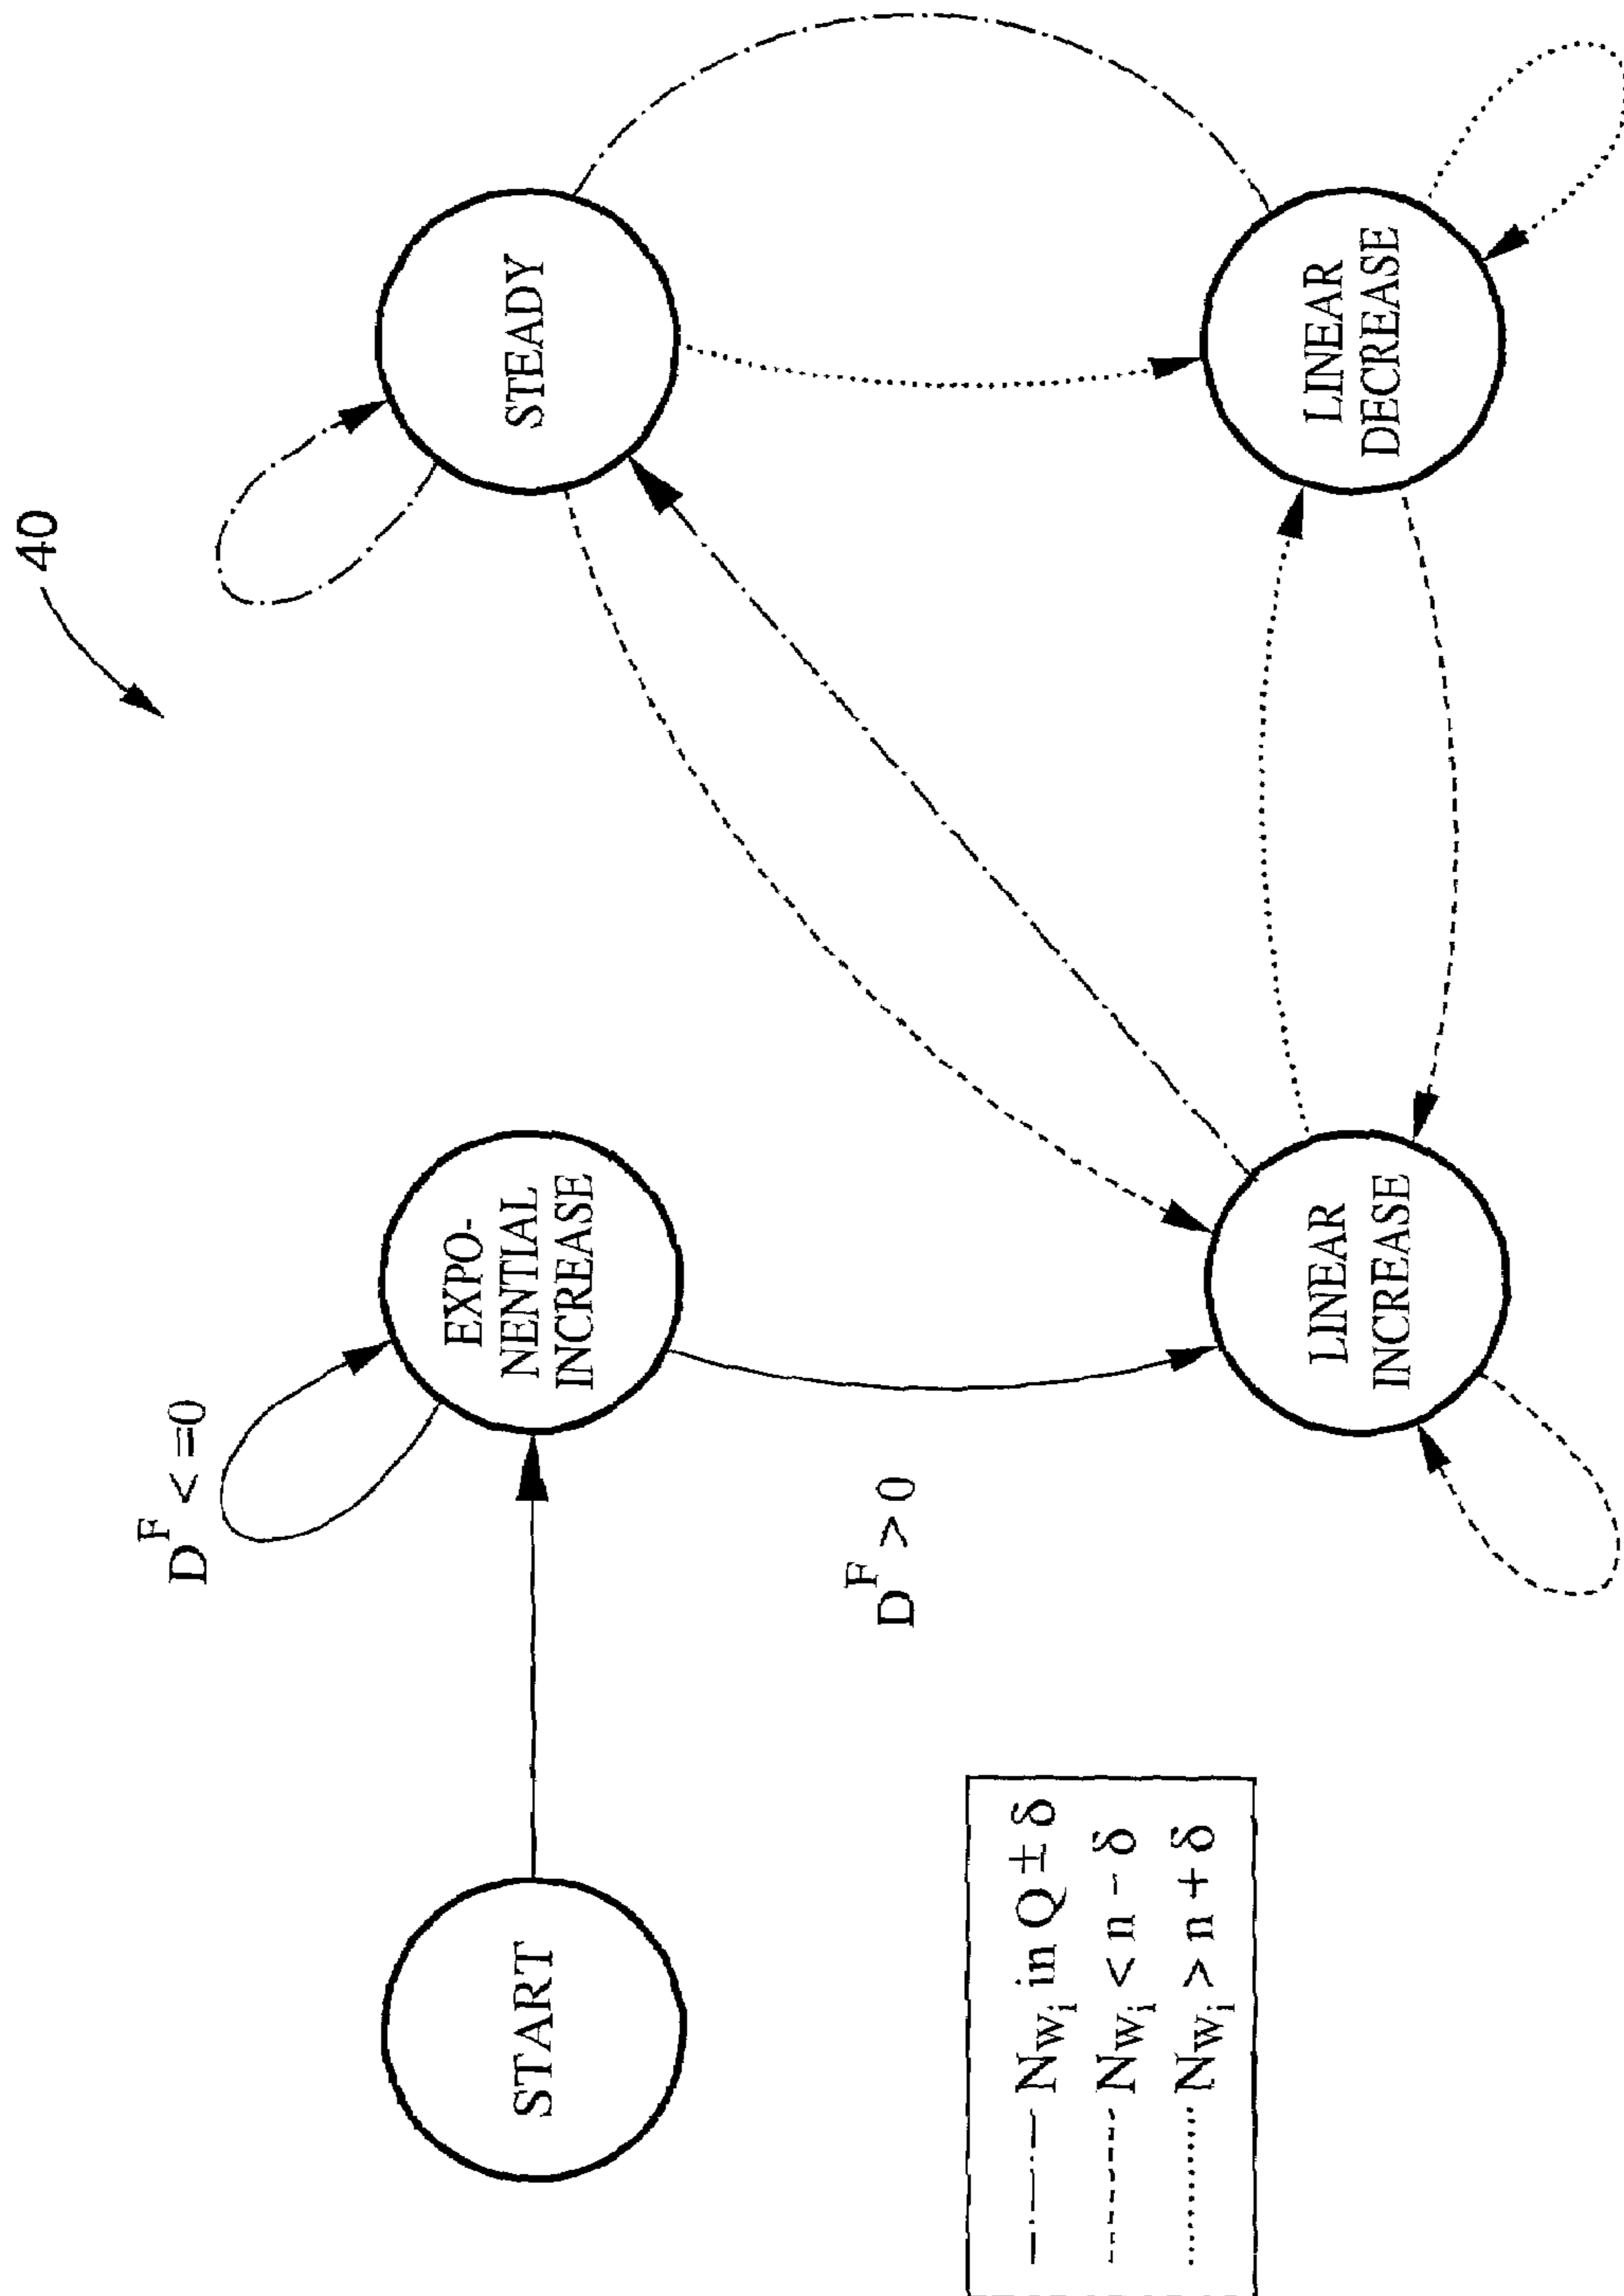 40
D^F <=0
START
EXPO-
NENTIAL
INCREASE
STEADY
D^F >0
N_{W_i} in Q ± δ
N_{W_i} < n - δ
N_{W_i} > n + δ
LINEAR
INCREASE
LINEAR
DECREASE